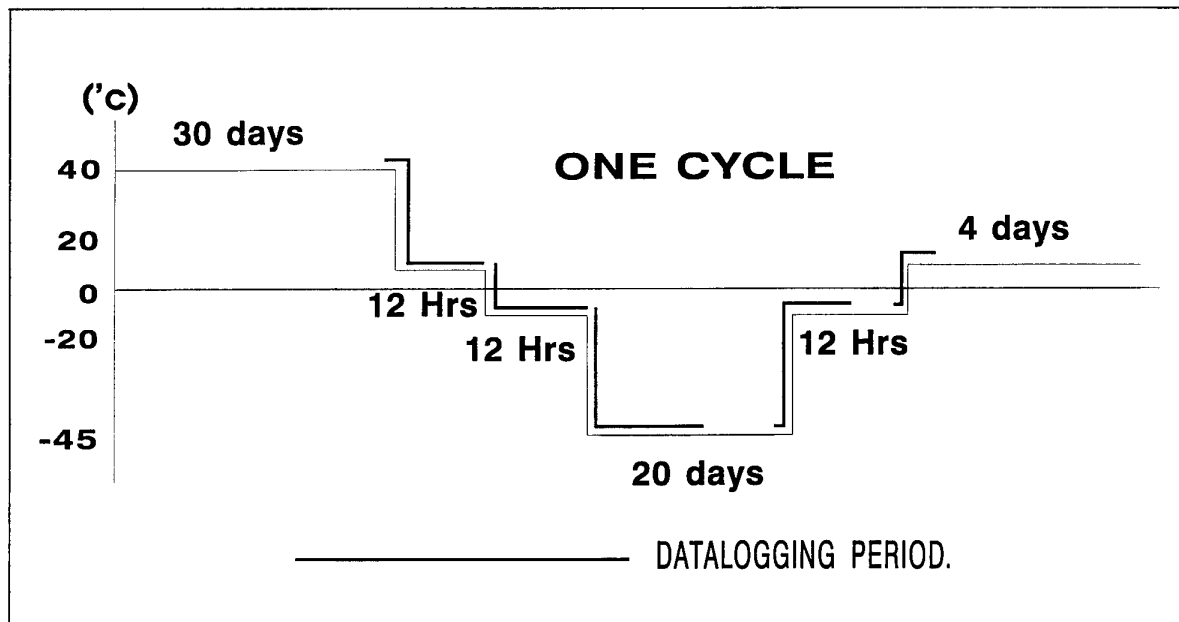 ('c)
30 days
40
ONE CYCLE
20
4 days
0
12 Hrs
-20
12 Hrs
12 Hrs
-45
20 days
DATALOGGING PERIOD.